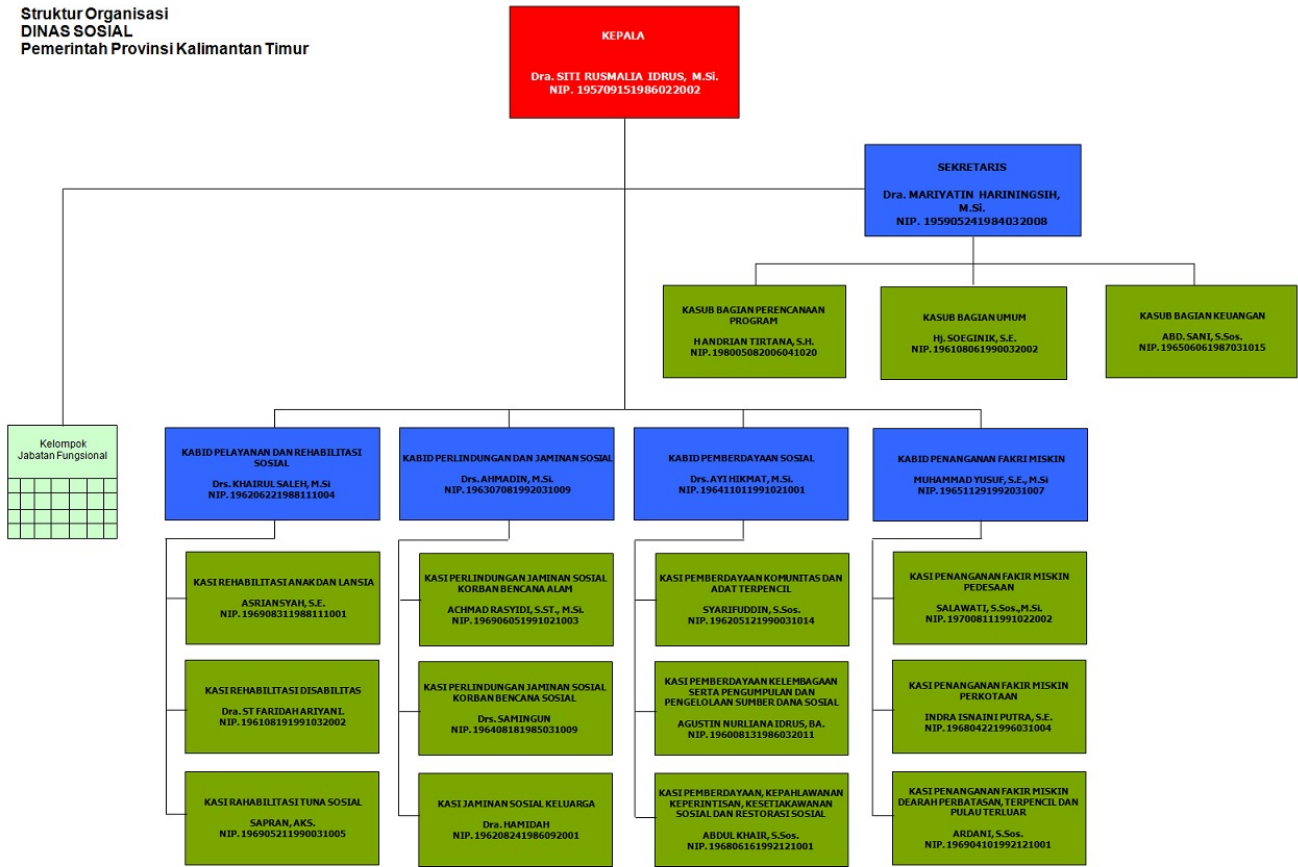 Struktur Organisasi
DINAS SOSIAL
Pemerintah Provinsi Kalimantan Timur
KEPALA
Dra. SITI RUSMALIA IDRUS, M.Si.
NIP. 195709151986022002
SEKRETARIS
Dra. MARIYATIN HARININGSIH,
M.Si.
NIP. 195905241984032008
KASUB BAGIAN PERENCANAAN
PROGRAM
HANDRIAN TIRTANA, S.H.
NIP. 198005082006041020
KASUB BAGIAN UMUM
Hj. SOEGINIK, S.E.
NIP. 196108061990032002
KASUB BAGIAN KEUANGAN
ABD. SANI, S.Sos.
NIP. 196506061987031015
Kelompok
Jabatan Fungsional
KABID PELAYANAN DAN REHABILITASI
SOSIAL
Drs. KHAIRUL SALEH, M.Si
NIP. 196206221988111004
KABID PERLINDUNGAN DAN JAMINAN SOSIAL
Drs. AHMADIN, M.Si.
NIP. 196307081992031009
KABID PEMBERDAYAAN SOSIAL
Drs. AYI HIKMAT, M.Si.
NIP. 196411011991021001
KABID PENANGANAN FAKRI MISKIN
MUHAMMAD YUSUF, S.E., M.Si
NIP. 196511291992031007
KASI REHABILITASI ANAK DAN LANSIA
ASRIANSYAH, S.E.
NIP. 196908311988111001
KASI PERLINDUNGAN JAMINAN SOSIAL
KORBAN BENCANA ALAM
ACHMAD RASYIDI, S.ST., M.Si.
NIP. 196906051991021003
KASI PEMBERDAYAAN KOMUNITAS DAN
ADAT TERPENCIL
SYARIFUDDIN, S.Sos.
NIP. 196205121990031014
KASI PENANGANAN FAKIR MISKIN
PEDESAAN
SALAWATI, S.Sos.,M.Si.
NIP. 197008111991022002
KASI REHABILITASI DISABILITAS
Dra. ST FARIDAH ARIYANI.
NIP. 196108191991032002
KASI PERLINDUNGAN JAMINAN SOSIAL
KORBAN BENCANA SOSIAL
Drs. SAMINGUN
NIP. 196408181985031009
KASI PEMBERDAYAAN KELEMBAGAAN
SERTA PENGUMPULAN DAN
PENGELOLAAN SUMBER DANA SOSIAL
AGUSTIN NURLIANA IDRUS, BA.
NIP. 196008131986032011
KASI PENANGANAN FAKIR MISKIN
PERKOTAAN
INDRA ISNAINI PUTRA, S.E.
NIP. 196804221996031004
KASI RAHABILITASI TUNA SOSIAL
SAPRAN, AKS.
NIP. 196905211990031005
KASI JAMINAN SOSIAL KELUARGA
Dra. HAMIDAH
NIP. 196208241986092001
KASI PEMBERDAYAAN, KEPAHLAWANAN
KEPERINTISAN, KESETIAKAWANAN
SOSIAL DAN RESTORASI SOSIAL
ABDUL KHAIR, S.Sos.
NIP. 196806161992121001
KASI PENANGANAN FAKIR MISKIN
DEARAH PERBATASAN, TERPENCIL DAN
PULAU TERLUAR
ARDANI, S.Sos.
NIP. 196904101992121001